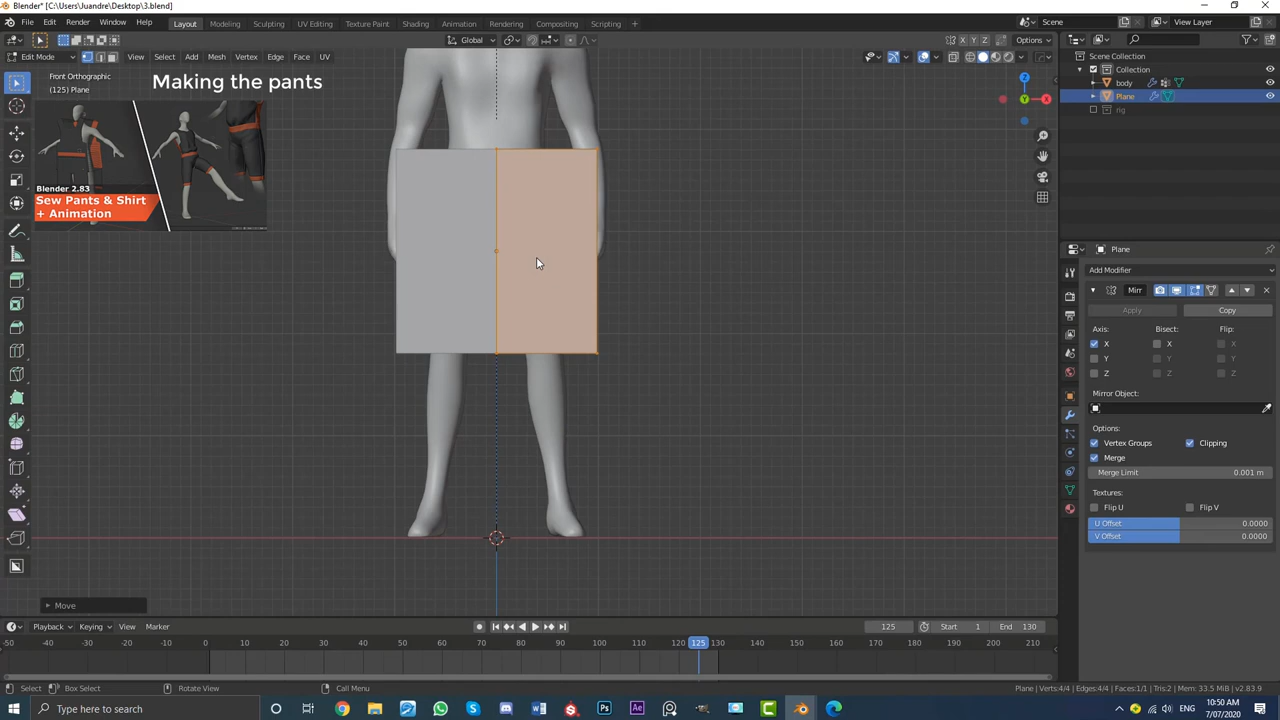 Blender* [C:\Users\Juandre\Desktop\3.blend]
File Edit Render Window Help Layout Modeling Sculpting UV Editing Texture Paint Shading Animation Rendering Compositing Scripting Scene View Layer
Global Options
Edit Mode View Select Add Mesh Vertex Edge Face UV X Y Z
Front Orthographic
(125) Plane
Making the pants
Blender 2.83
Sew Pants & Shirt
+ Animation
Z
Y
X
Scene Collection
Collection
body
Plane
rig
Plane
Add Modifier
Mirr
Apply Copy
Axis: Bisect: Flip:
X X X
Y Y Y
Z Z Z
Mirror Object:
Options:
Vertex Groups Clipping
Merge
Merge Limit 0.001 m
Textures:
Flip U Flip V
U Offset 0.0000
V Offset 0.0000
Move
Playback Keying View Marker 125 Start 1 End 130
-50 -40 -30 -20 -10 0 10 20 30 40 50 60 70 80 90 100 110 120 125 130 140 150 160 170 180 190 200 210 220 230 240 250
Select Box Select Rotate View Call Menu Plane | Verts:4/4 | Edges:4/4 | Faces:1/1 | Tris:2 | Mem: 33.5 MiB | v2.83.9
Type here to search
10:50 AM
7/07/2020